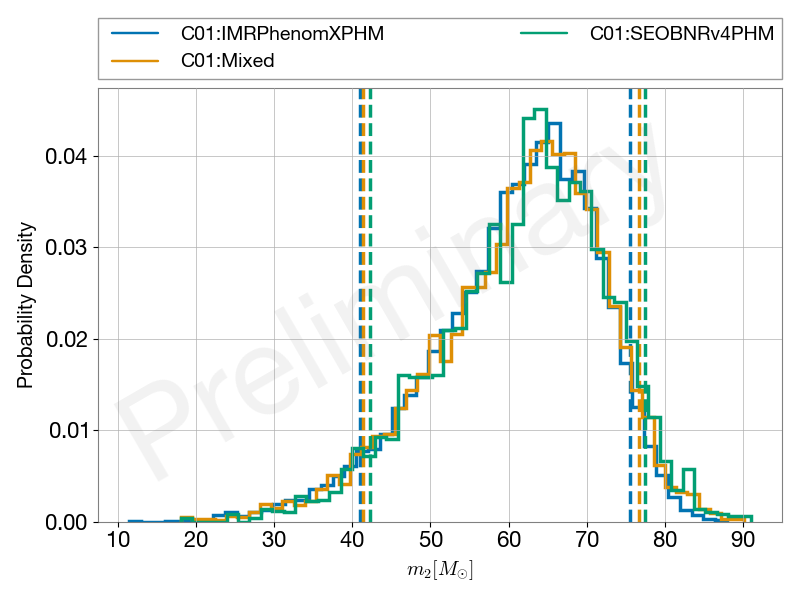 C01:IMRPhenomXPHM
C01:Mixed
C01:SEOBNRv4PHM
Preliminary
Probability Density
0.04
0.03
0.02
0.01
0.00
10 20 30 40 50 60 70 80 90
m₂[M☉]